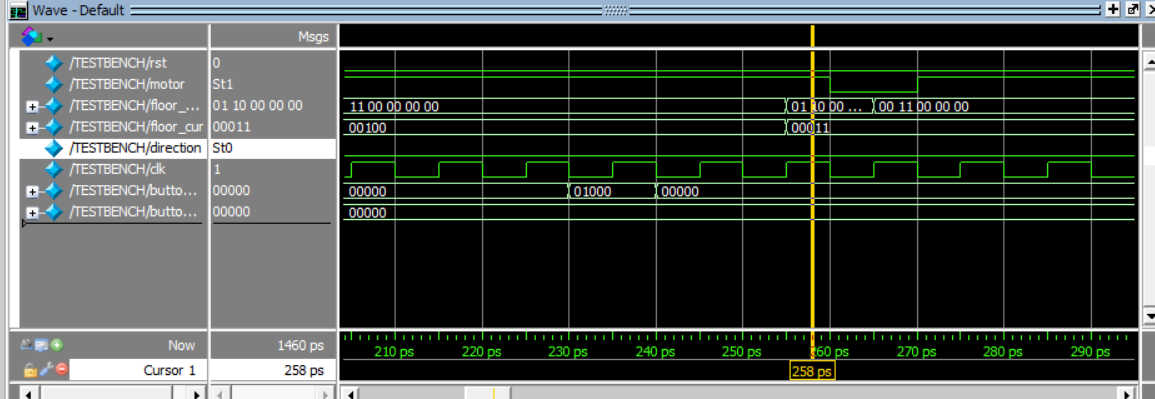 Wave - Default
Msgs
/TESTBENCH/rst 0
/TESTBENCH/motor St1
/TESTBENCH/floor_... 01 10 00 00 00 11 00 00 00 00 01 10 00 ... 00 11 00 00 00
/TESTBENCH/floor_cur 00011 00100 00011
/TESTBENCH/direction St0
/TESTBENCH/clk 1
/TESTBENCH/butto... 00000 00000 01000 00000
/TESTBENCH/butto... 00000 00000
Now 1460 ps 210 ps 220 ps 230 ps 240 ps 250 ps 260 ps 270 ps 280 ps 290 ps
Cursor 1 258 ps 258 ps